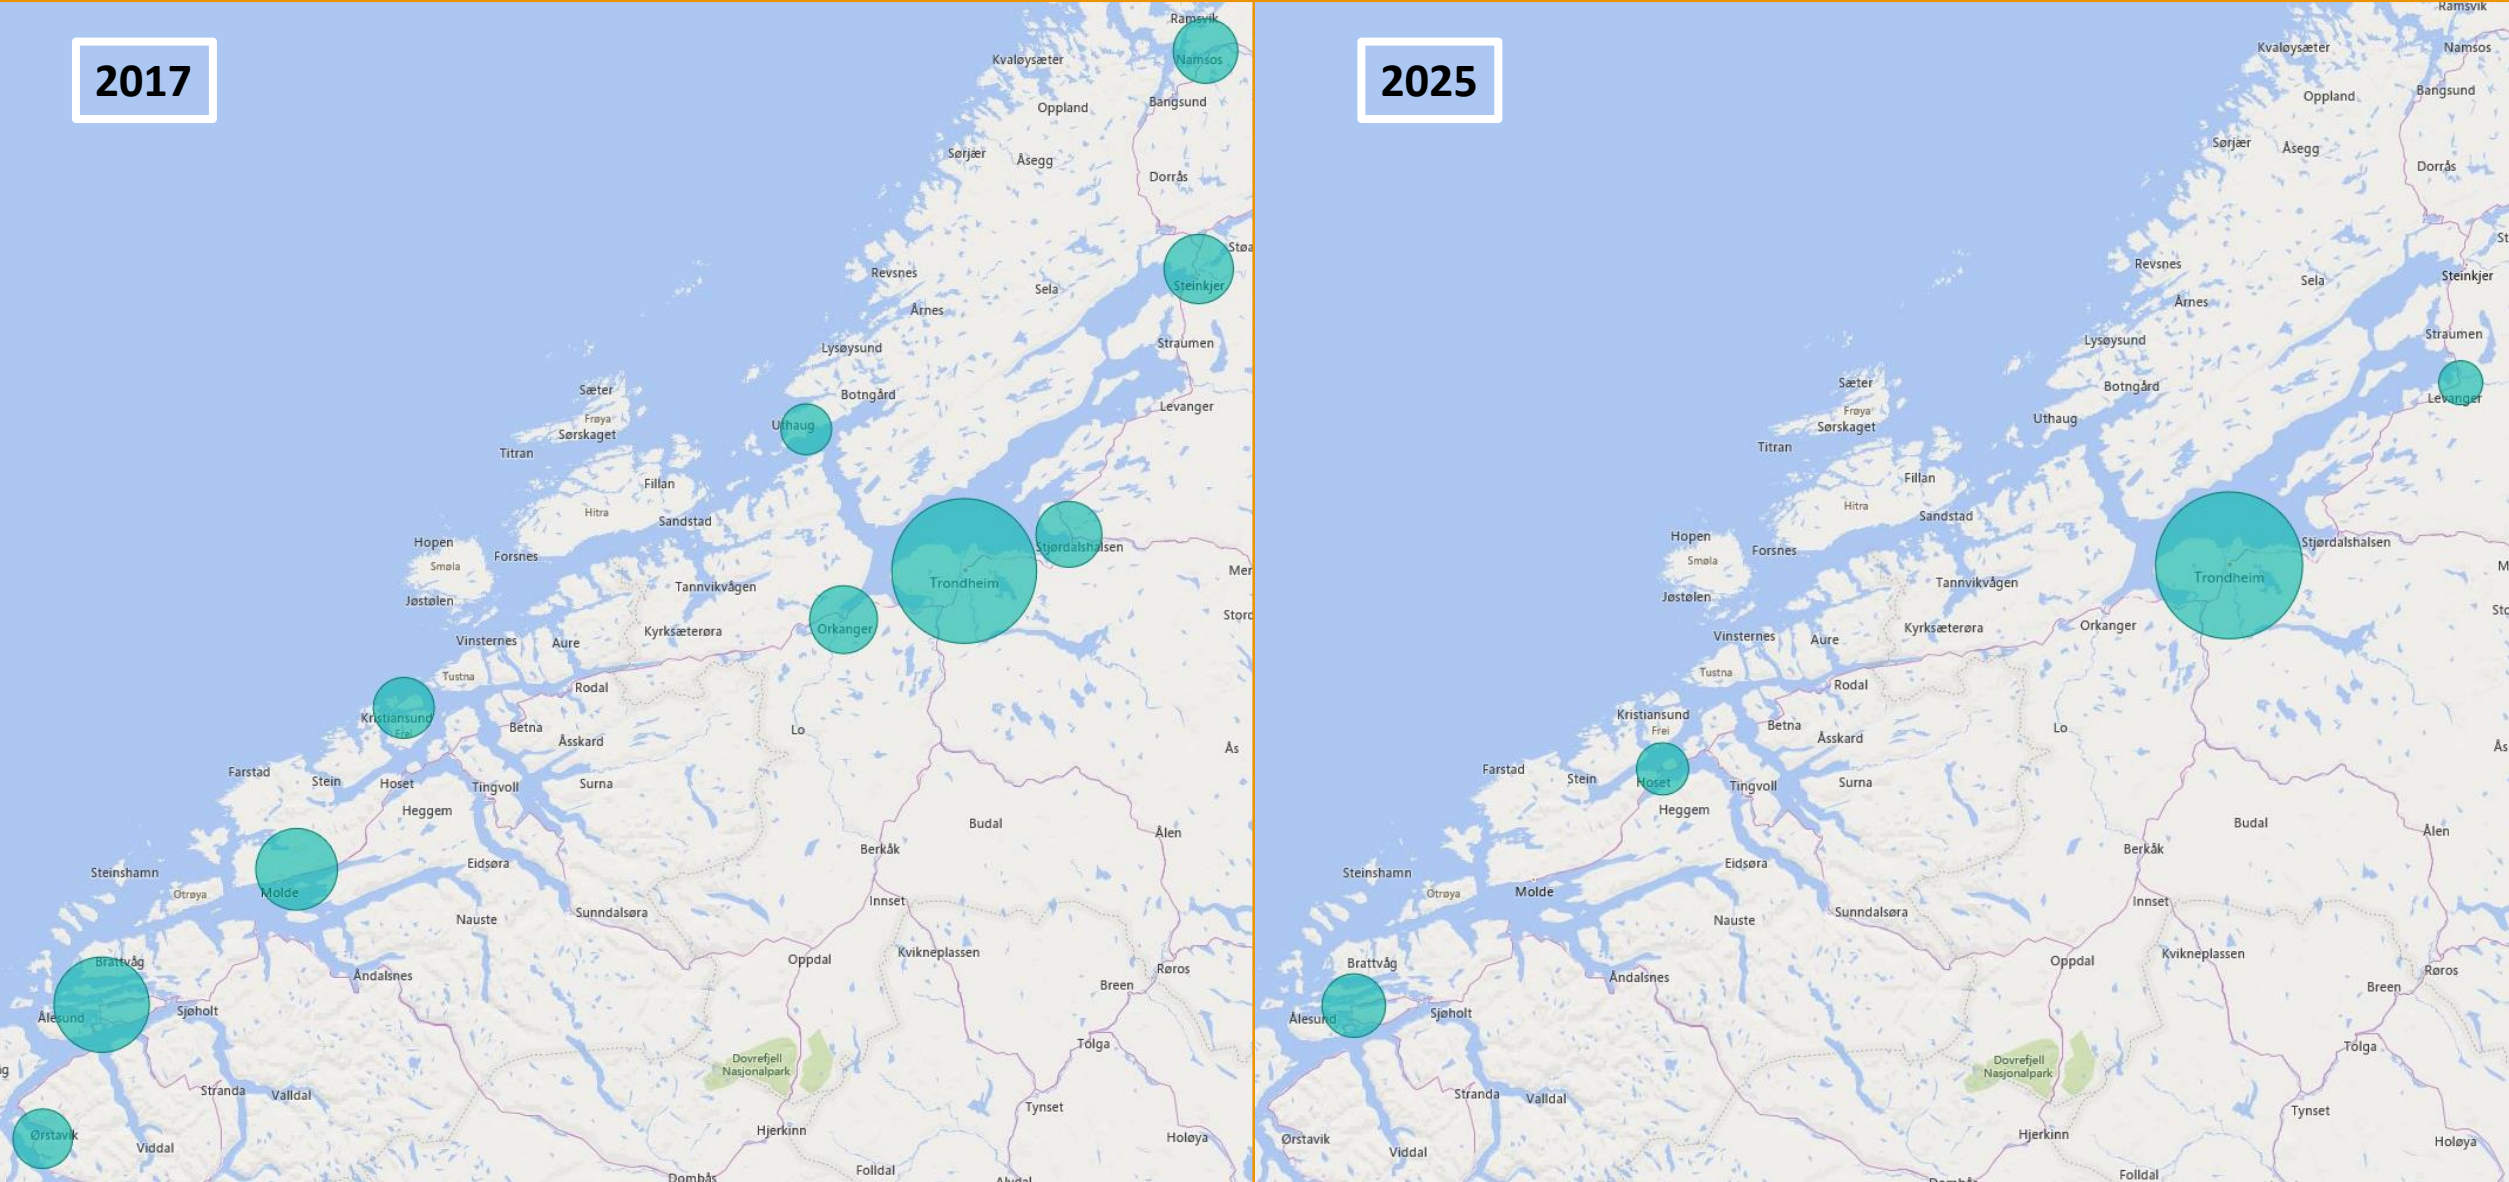 2017
Ramsvik
Kvaløysæter
Namsos
Oppland
Bangsund
Sørjær
Åsegg
Dorrås
Støa
Revsnes
Steinkjer
Sela
Årnes
Straumen
Lysøysund
Sæter
Botngård
Levanger
Frøya
Uthaug
Sørskaget
Titran
Fillan
Hitra
Sandstad
Hopen
Forsnes
Stjørdalshalsen
Smøla
Mer
Trondheim
Tannvikvågen
Jøstølen
Stord
Orkanger
Kyrksæterøra
Vinsternes
Aure
Tustna
Rodal
Kristiansund
Frei
Betna
Lo
Åsskard
Ås
Farstad
Stein
Hoset
Tingvoll
Surna
Heggem
Budal
Ålen
Berkåk
Eidsøra
Steinshamn
Otrøya
Molde
Innset
Nauste
Sunndalsøra
Kvikneplassen
Brattvåg
Oppdal
Røros
Åndalsnes
Breen
Sjøholt
Ålesund
Tolga
Dovrefjell
Nasjonalpark
g
Stranda
Valldal
Tynset
Hjerkinn
Ørstavik
Holøya
Viddal
Folldal
Dombås
Alvdal
2025
Ramsvik
Kvaløysæter
Namsos
Oppland
Bangsund
Sørjær
Åsegg
Dorrås
St
Revsnes
Steinkjer
Sela
Årnes
Straumen
Lysøysund
Sæter
Botngård
Levanger
Frøya
Uthaug
Sørskaget
Titran
Fillan
Hitra
Sandstad
Hopen
Forsnes
Stjørdalshalsen
Smøla
M
Trondheim
Tannvikvågen
Jøstølen
Sto
Orkanger
Kyrksæterøra
Vinsternes
Aure
Tustna
Rodal
Kristiansund
Frei
Betna
Lo
Åsskard
Ås
Farstad
Stein
Hoset
Tingvoll
Surna
Heggem
Budal
Ålen
Berkåk
Eidsøra
Steinshamn
Otrøya
Molde
Innset
Nauste
Sunndalsøra
Kvikneplassen
Brattvåg
Oppdal
Røros
Åndalsnes
Breen
Sjøholt
Ålesund
Tolga
Dovrefjell
Nasjonalpark
Stranda
Valldal
Tynset
Hjerkinn
Ørstavik
Holøya
Viddal
Folldal